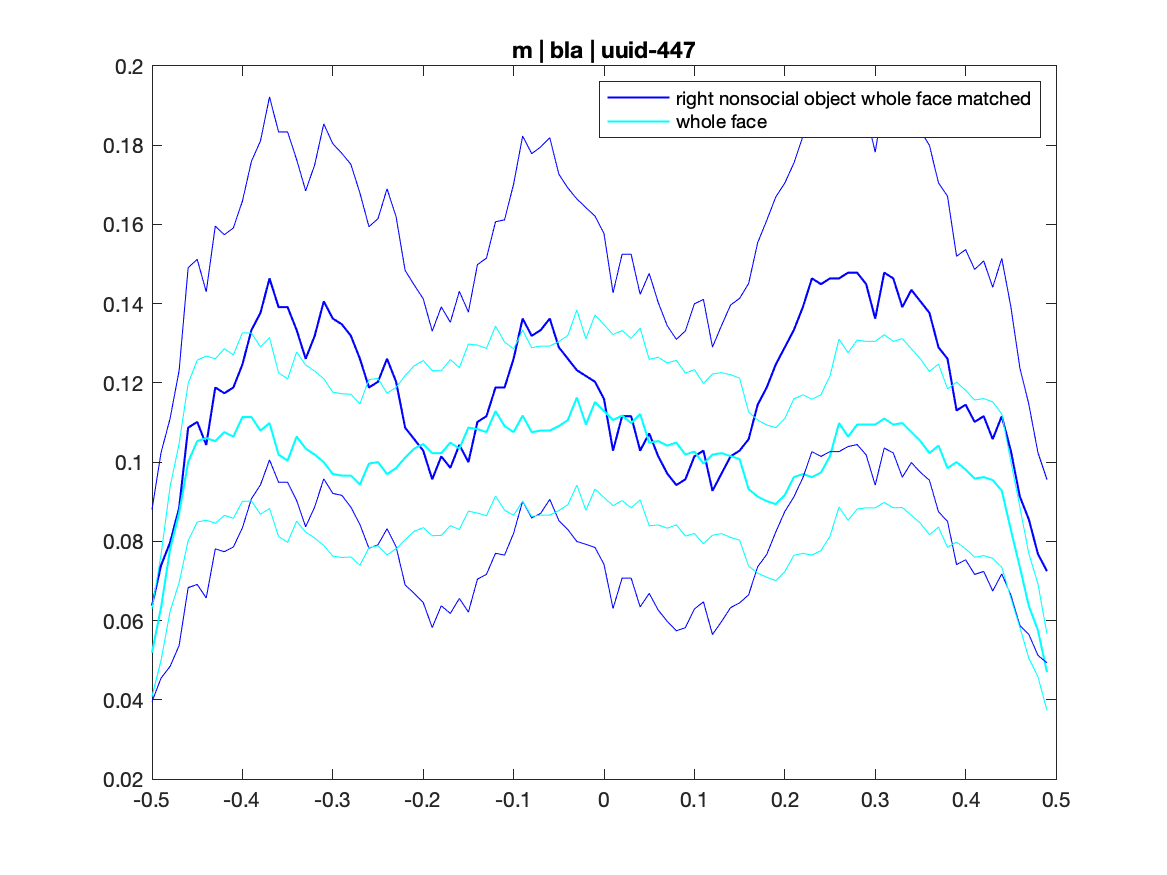 m | bla | uuid-447
right nonsocial object whole face matched
whole face
0.2
0.18
0.16
0.14
0.12
0.1
0.08
0.06
0.04
0.02
-0.5 -0.4 -0.3 -0.2 -0.1 0 0.1 0.2 0.3 0.4 0.5